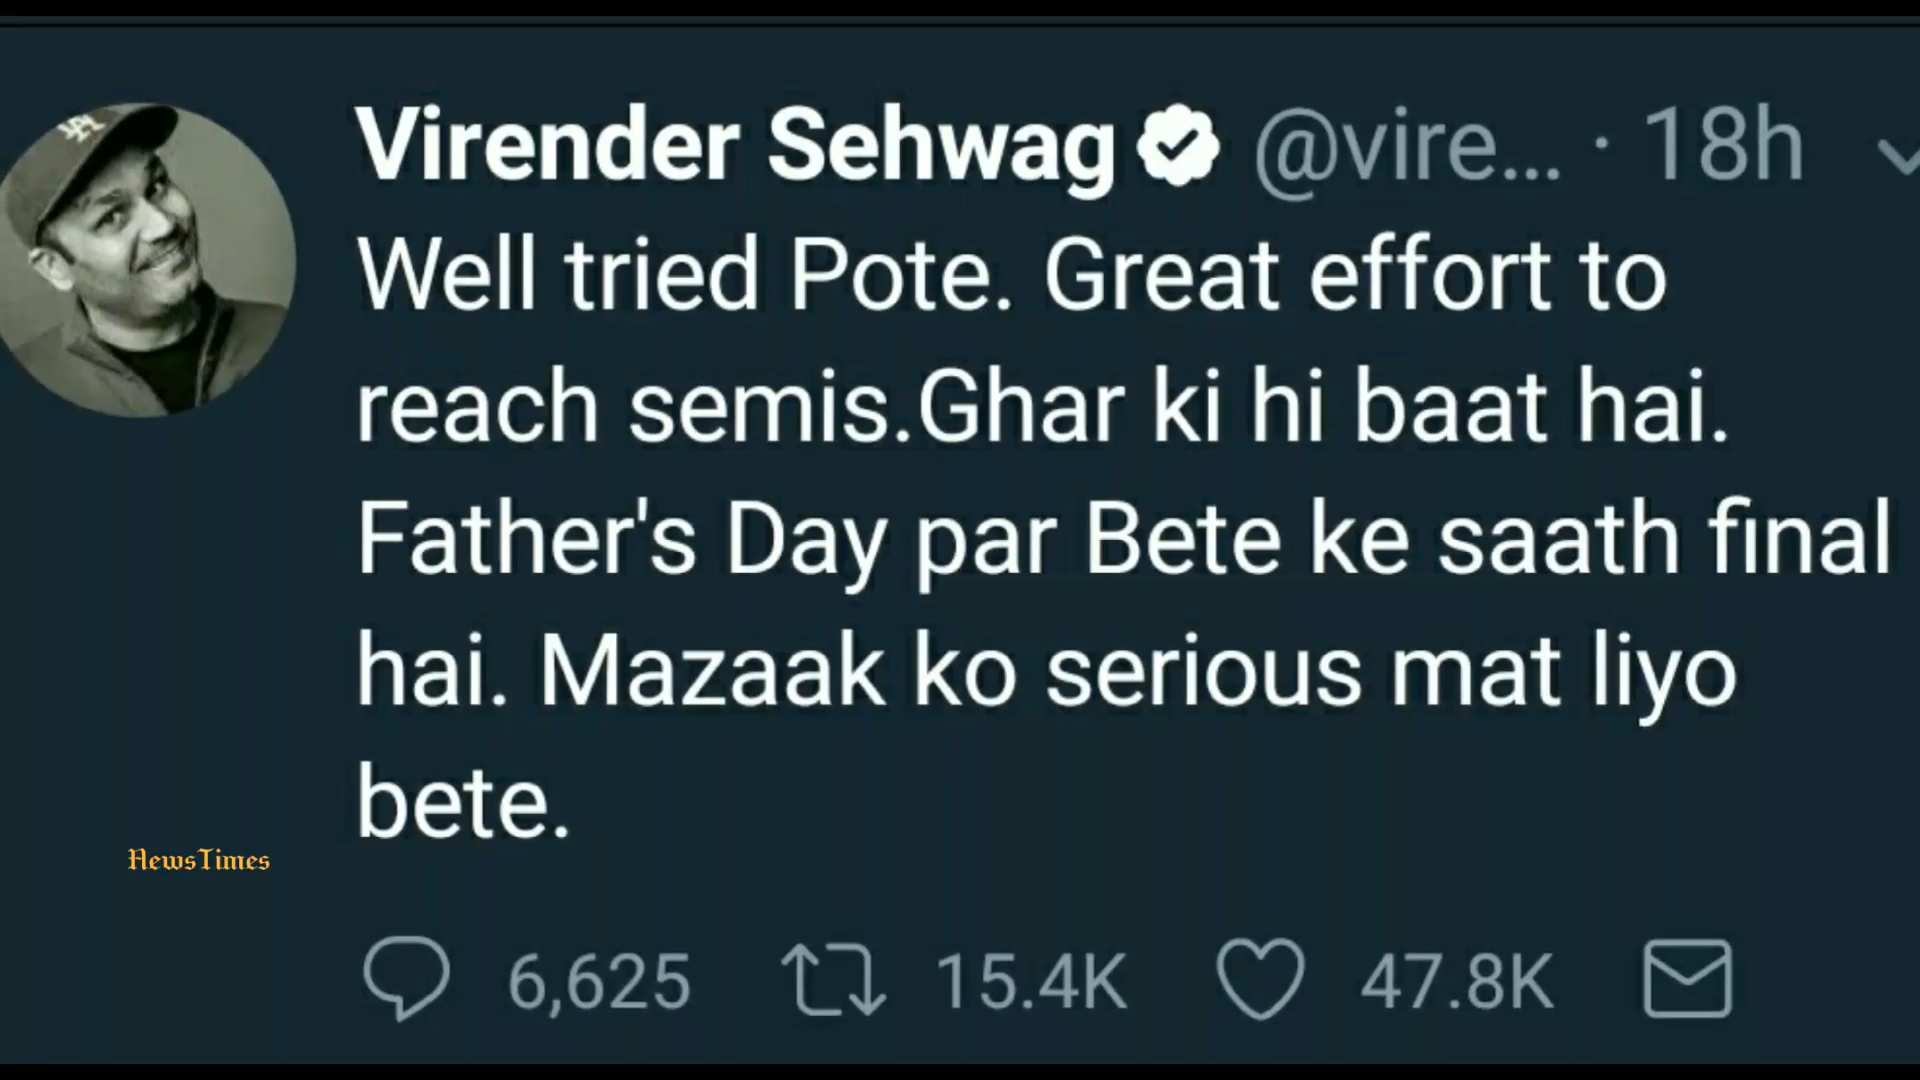 Virender Sehwag @vire... · 18h
Well tried Pote. Great effort to
reach semis.Ghar ki hi baat hai.
Father's Day par Bete ke saath final
hai. Mazaak ko serious mat liyo
bete.
NewsTimes
6,625 15.4K 47.8K